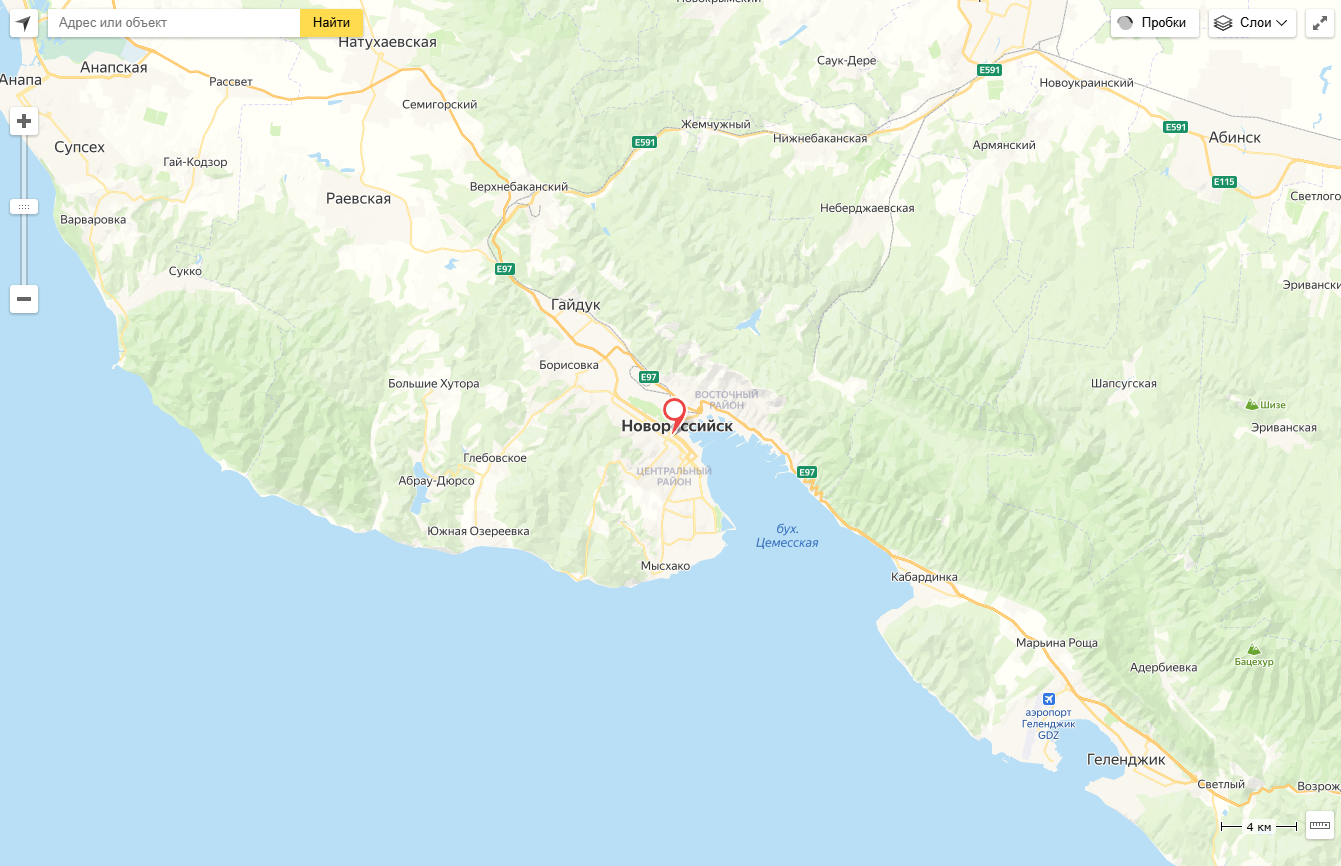 Новокрымский
Адрес или объект
Найти
Пробки
Слои
Натухаевская
Анапская
Анапа
Рассвет
Саук-Дере
E591
Новоукраинский
Семигорский
Жемчужный
Нижнебаканская
E591
E591
Абинск
Армянский
Супсех
Гай-Кодзор
E115
Верхнебаканский
Раевская
Светлого
Неберджаевская
Варваровка
Сукко
E97
Эривански
Гайдук
Борисовка
E97
Большие Хутора
Шапсугская
ВОСТОЧНЫЙ
РАЙОН
Шизе
Новороссийск
Эриванская
Глебовское
ЦЕНТРАЛЬНЫЙ
РАЙОН
E97
Абрау-Дюрсо
Южная Озереевка
бух.
Цемесская
Мысхако
Кабардинка
Марьина Роща
Бацехур
Адербиевка
аэропорт
Геленджик
GDZ
Геленджик
Светлый
Возрожд
4 км